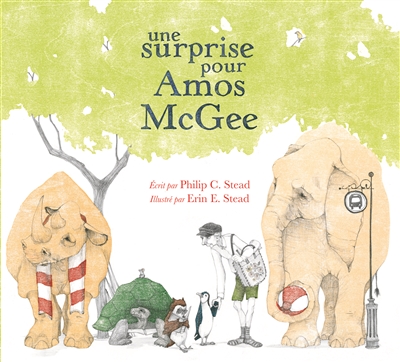 une
surprise
pour
Amos
McGee
Écrit par Philip C. Stead
Illustré par Erin E. Stead